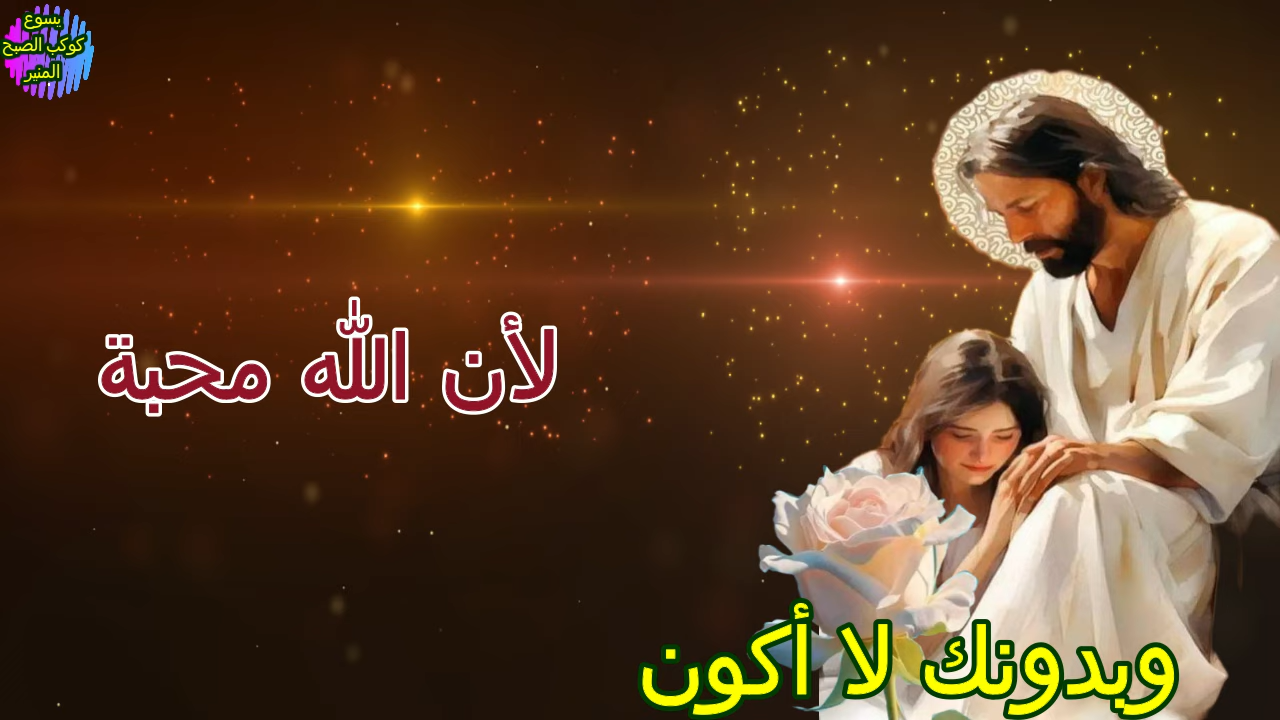 يسوع
كوكب الصبح
المنير
لأن الله محبة
وبدونك لا أكون